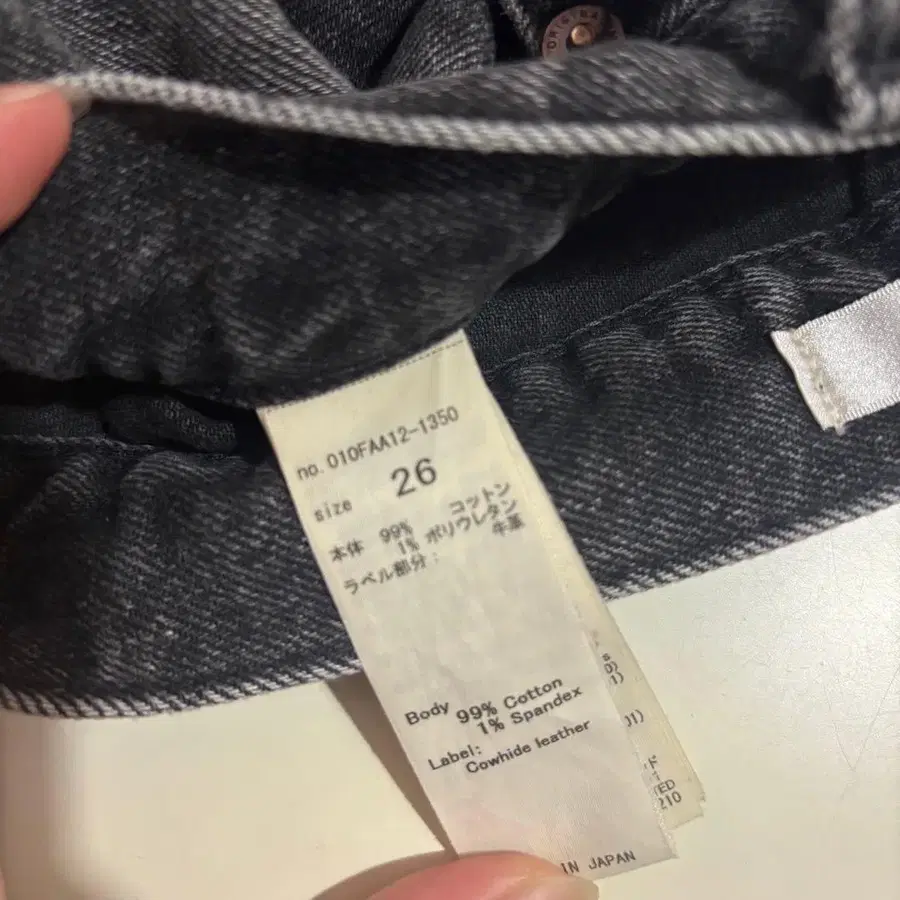 no.010FAA12-1350
size 26
本体 99% コットン
1% ポリウレタン
ラベル部分: 牛革
Body 99% Cotton
1% Spandex
Label:
Cowhide leather
IN JAPAN
210